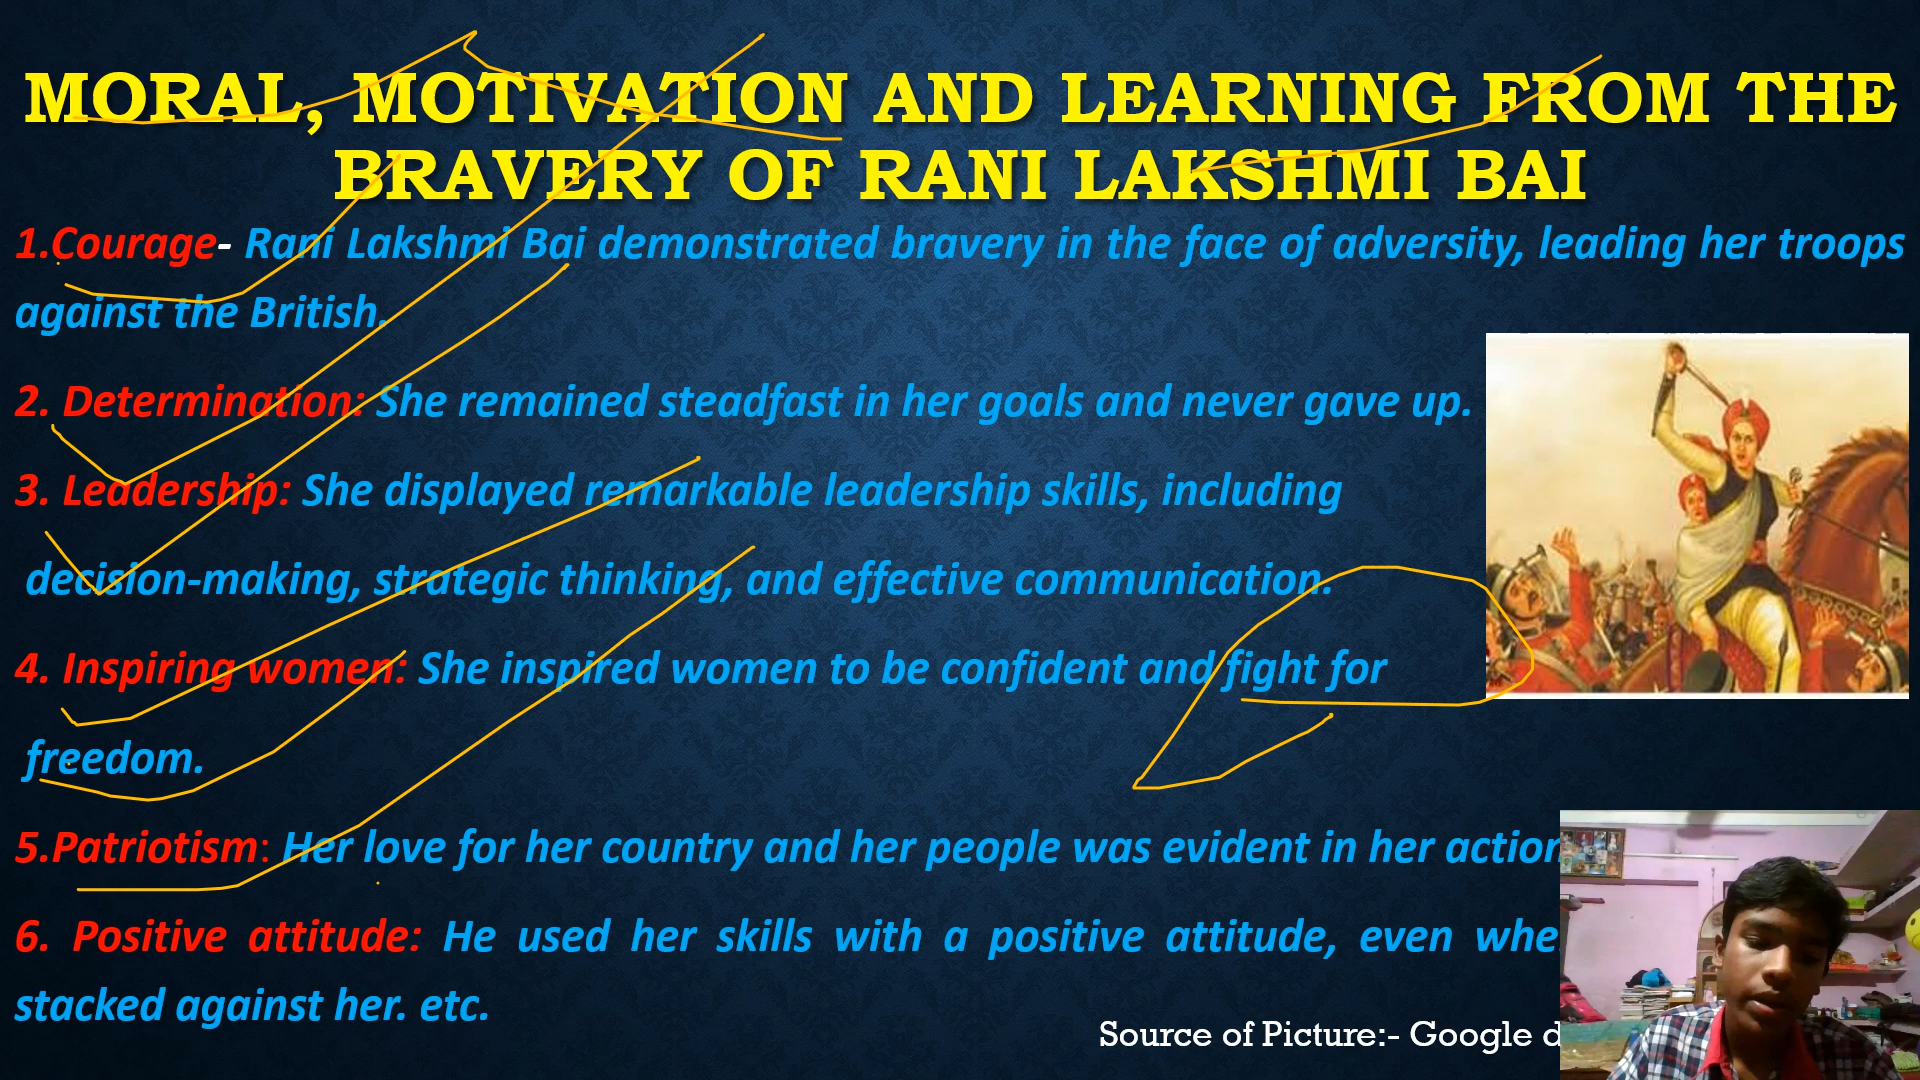 MORAL, MOTIVATION AND LEARNING FROM THE
BRAVERY OF RANI LAKSHMI BAI
1.Courage- Rani Lakshmi Bai demonstrated bravery in the face of adversity, leading her troops
against the British.
2. Determination: She remained steadfast in her goals and never gave up.
3. Leadership: She displayed remarkable leadership skills, including
decision-making, strategic thinking, and effective communication.
4. Inspiring women: She inspired women to be confident and fight for
freedom.
5.Patriotism: Her love for her country and her people was evident in her action
6. Positive attitude: He used her skills with a positive attitude, even
stacked against her. etc.
Source of Picture:- Google